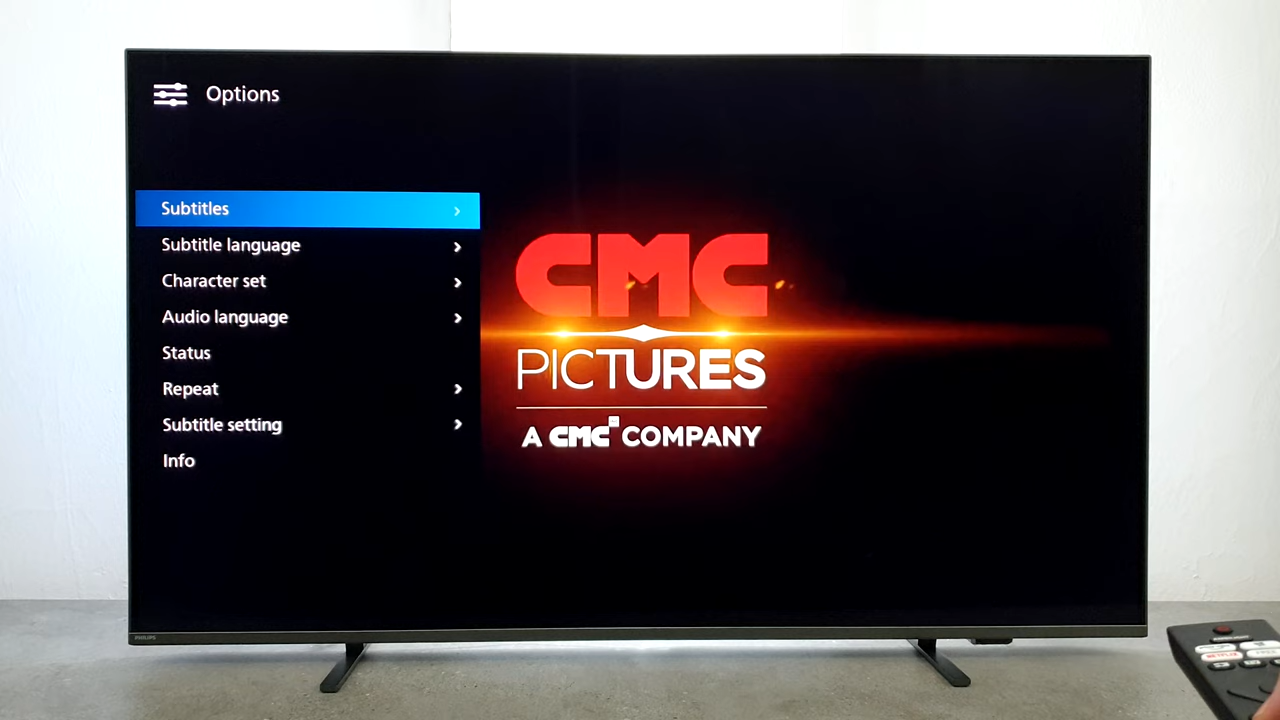 Options
Subtitles
Subtitle language
Character set
Audio language
Status
Repeat
Subtitle setting
Info
CMC
PICTURES
A CMC COMPANY
PHILIPS